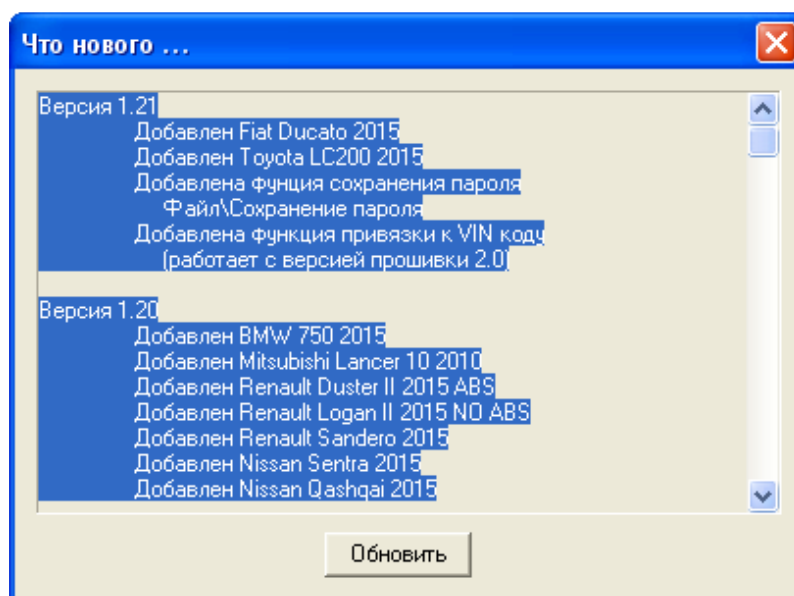 Что нового ...
Версия 1.21
Добавлен Fiat Ducato 2015
Добавлен Toyota LC200 2015
Добавлена фунция сохранения пароля
Файл\Сохранение пароля
Добавлена функция привязки к VIN коду
(работает с версией прошивки 2.0)
Версия 1.20
Добавлен BMW 750 2015
Добавлен Mitsubishi Lancer 10 2010
Добавлен Renault Duster II 2015 ABS
Добавлен Renault Logan II 2015 NO ABS
Добавлен Renault Sandero 2015
Добавлен Nissan Sentra 2015
Добавлен Nissan Qashqai 2015
Обновить